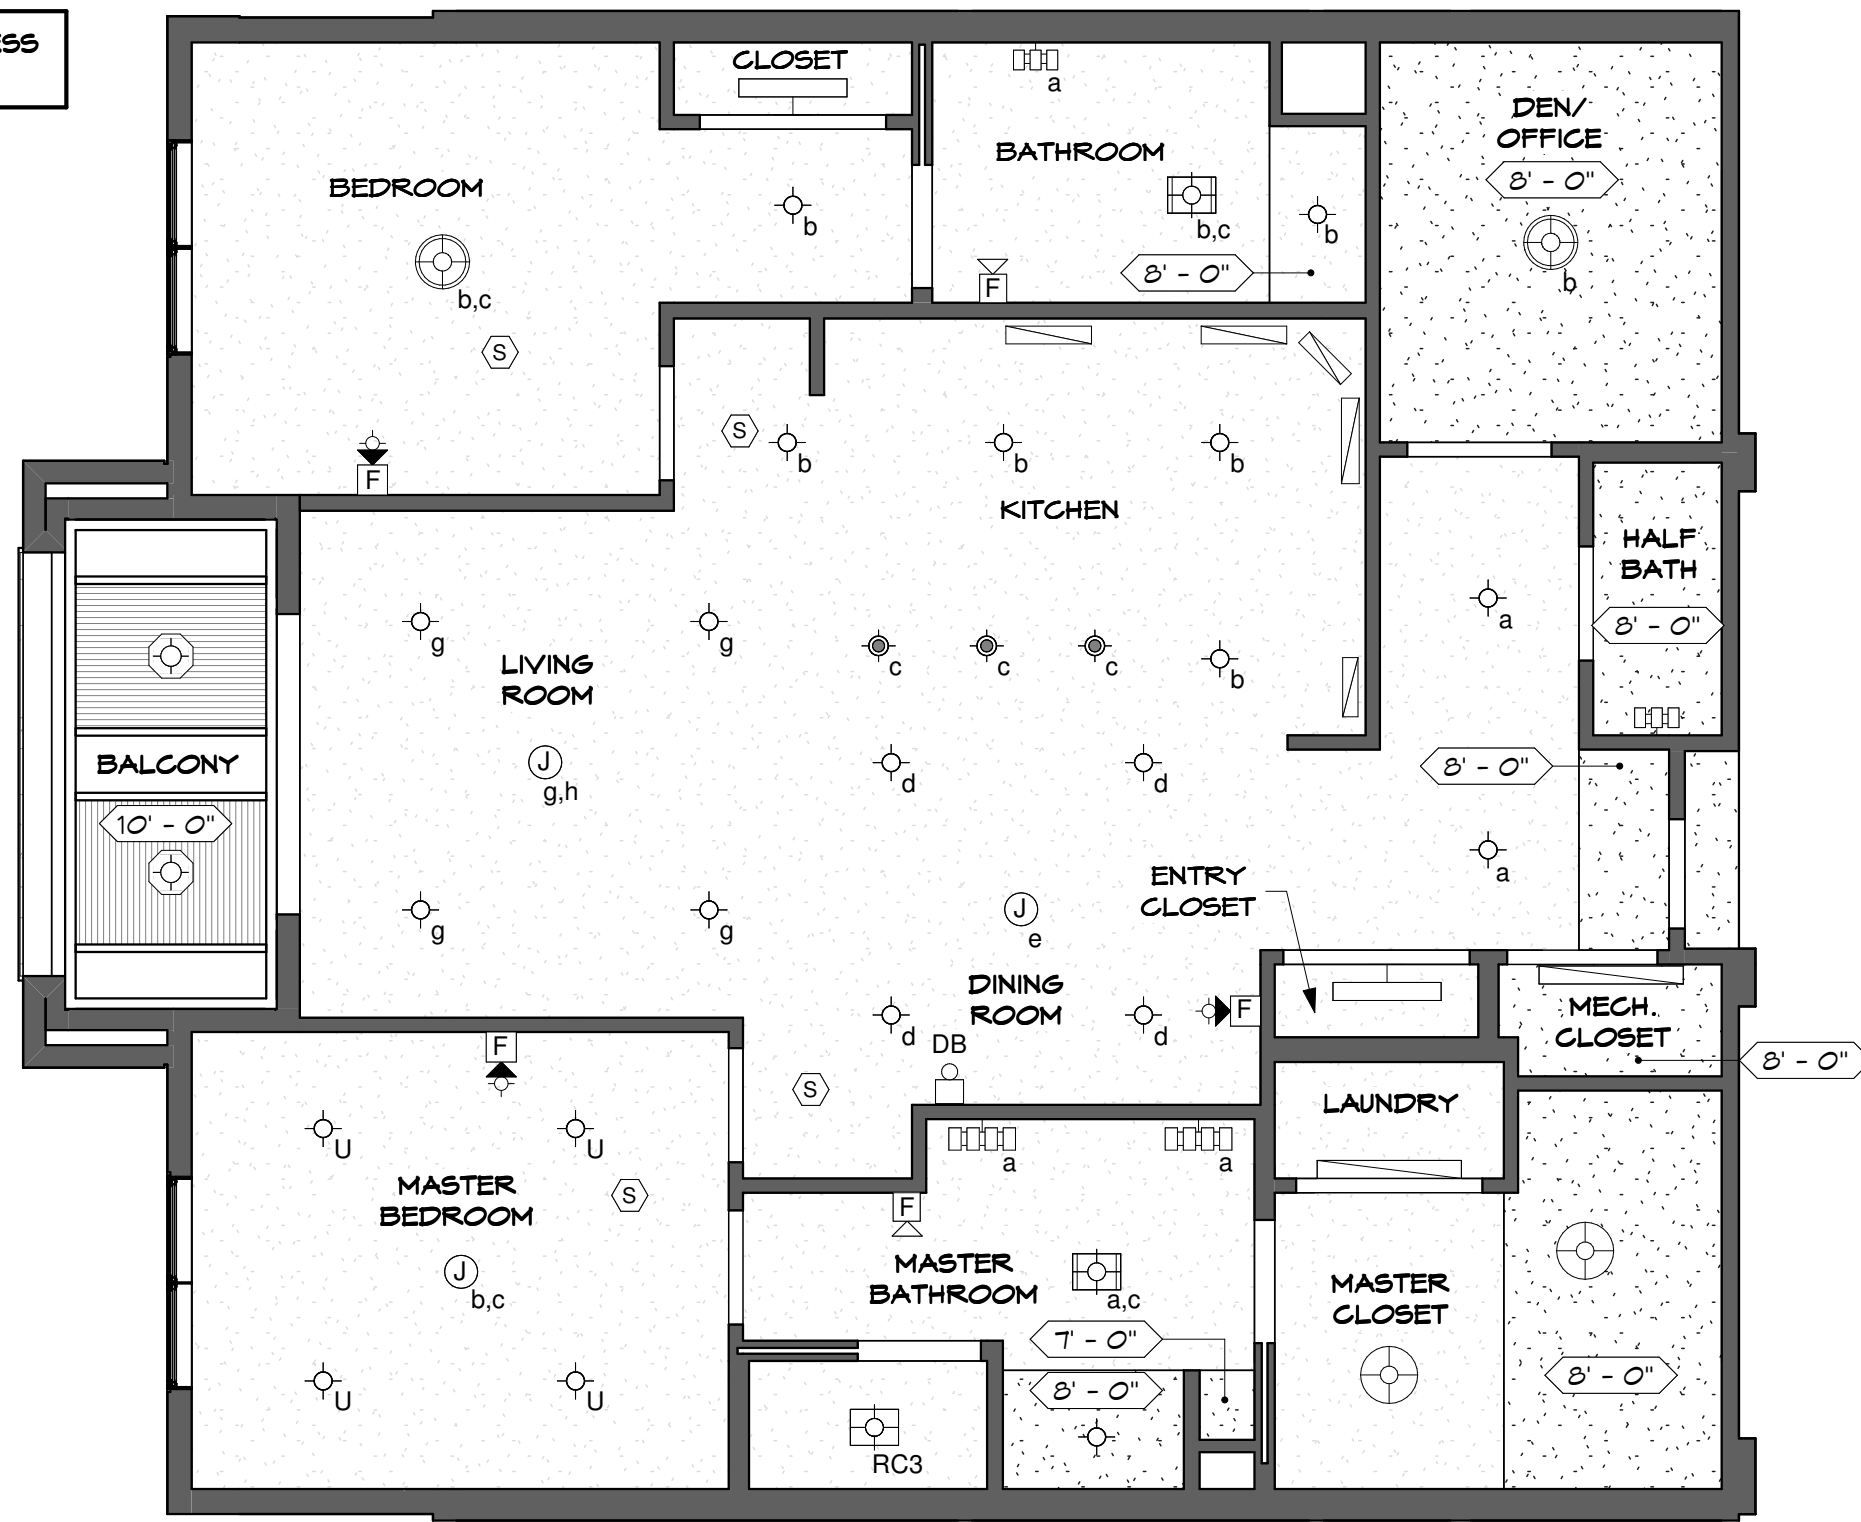 CLOSET
a
DEN/
OFFICE
8' - 0"
b
BATHROOM
b,c
b
8' - 0"
F
BEDROOM
b
b,c
S
F
S
b
b
b
KITCHEN
HALF
BATH
8' - 0"
a
g
g
LIVING
ROOM
c
c
c
b
J
g,h
d
d
8' - 0"
BALCONY
10' - 0"
a
ENTRY
CLOSET
g
g
J
e
DINING
ROOM
d
d
F
DB
MECH.
CLOSET
8' - 0"
F
S
LAUNDRY
U
U
a
a
MASTER
BEDROOM
S
J
b,c
U
U
F
MASTER
BATHROOM
a,c
7' - 0"
8' - 0"
RC3
MASTER
CLOSET
8' - 0"